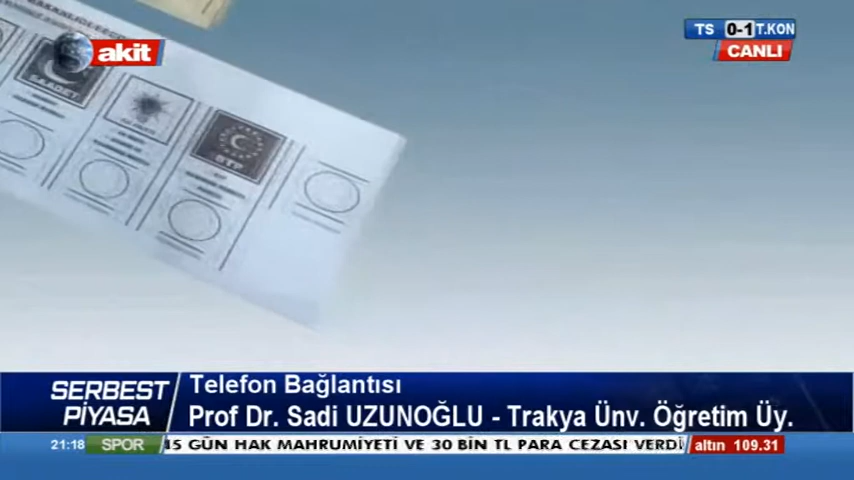 akit
TS 0-1 T.KON
CANLI
SAADET
BTP
Telefon Bağlantısı
SERBEST PİYASA
Prof Dr. Sadi UZUNOĞLU - Trakya Ünv. Öğretim Üy.
21:18 SPOR 15 GÜN HAK MAHRUMİYETİ VE 30 BİN TL PARA CEZASI VERDİ altın 109.31